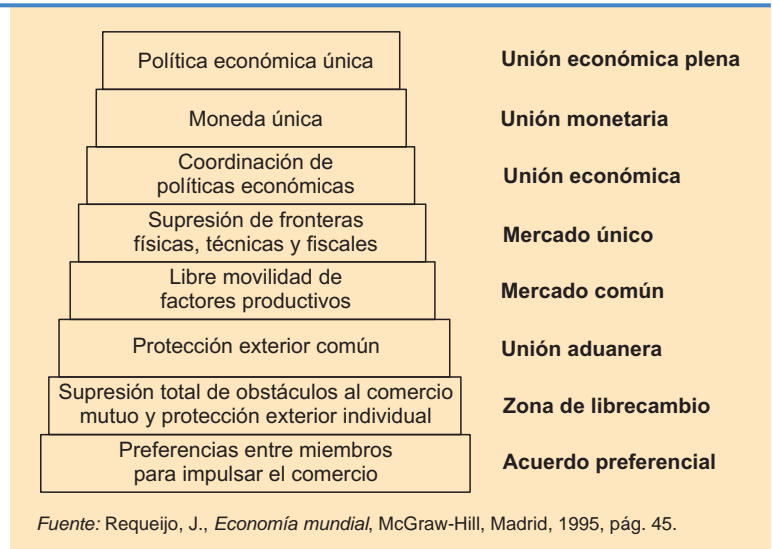 Política económica única
Unión económica plena
Moneda única
Unión monetaria
Coordinación de
políticas económicas
Unión económica
Supresión de fronteras
físicas, técnicas y fiscales
Mercado único
Libre movilidad de
factores productivos
Mercado común
Protección exterior común
Unión aduanera
Supresión total de obstáculos al comercio
mutuo y protección exterior individual
Zona de librecambio
Preferencias entre miembros
para impulsar el comercio
Acuerdo preferencial
Fuente: Requeijo, J., Economía mundial, McGraw-Hill, Madrid, 1995, pág. 45.